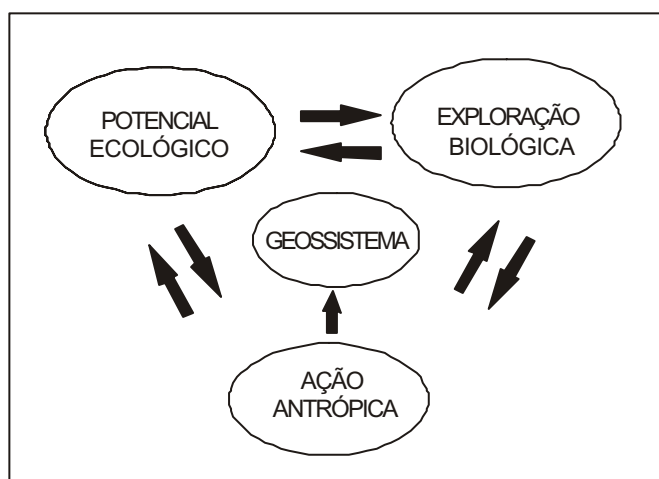 POTENCIAL
ECOLÓGICO
EXPLORAÇÃO
BIOLÓGICA
GEOSSISTEMA
AÇÃO
ANTRÓPICA